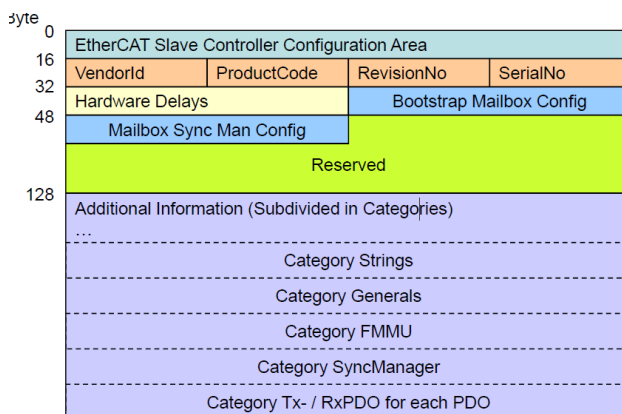 Byte
0
EtherCAT Slave Controller Configuration Area
16
VendorId ProductCode RevisionNo SerialNo
32
Hardware Delays Bootstrap Mailbox Config
48
Mailbox Sync Man Config
Reserved
128
Additional Information (Subdivided in Categories)
...
Category Strings
Category Generals
Category FMMU
Category SyncManager
Category Tx- / RxPDO for each PDO